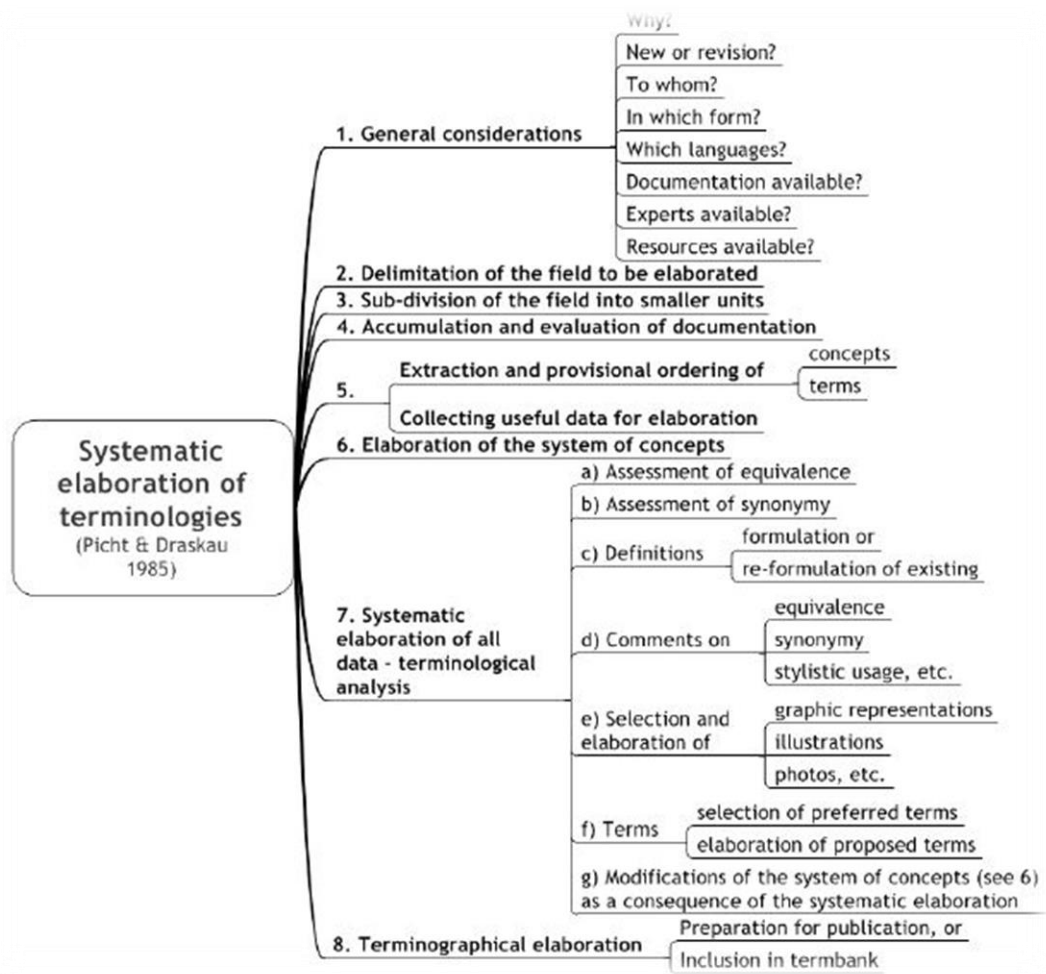 Why?
New or revision?
To whom?
In which form?
1. General considerations
Which languages?
Documentation available?
Experts available?
Resources available?
2. Delimitation of the field to be elaborated
3. Sub-division of the field into smaller units
4. Accumulation and evaluation of documentation
5.
Extraction and provisional ordering of
concepts
terms
Collecting useful data for elaboration
6. Elaboration of the system of concepts
Systematic
elaboration of
terminologies
(Picht & Draskau
1985)
7. Systematic
elaboration of all
data - terminological
analysis
a) Assessment of equivalence
b) Assessment of synonymy
c) Definitions
formulation or
re-formulation of existing
d) Comments on
equivalence
synonymy
stylistic usage, etc.
e) Selection and
elaboration of
graphic representations
illustrations
photos, etc.
f) Terms
selection of preferred terms
elaboration of proposed terms
g) Modifications of the system of concepts (see 6)
as a consequence of the systematic elaboration
8. Terminographical elaboration
Preparation for publication, or
Inclusion in termbank